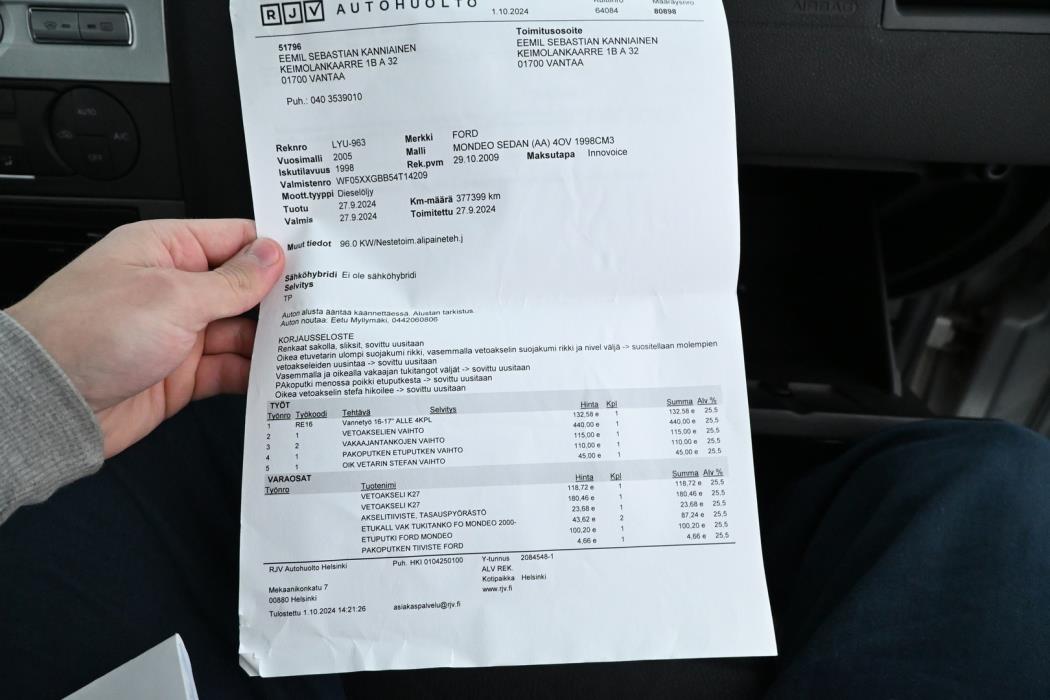 RJV AUTOHUOLTO
1.10.2024 64084 80898
51796
EEMIL SEBASTIAN KANNIAINEN
KEIMOLANKAARRE 1B A 32
01700 VANTAA
Toimitusosoite
EEMIL SEBASTIAN KANNIAINEN
KEIMOLANKAARRE 1B A 32
01700 VANTAA
Puh.: 040 3539010
Reknro LYU-963 Merkki FORD
Vuosimalli 2005 Malli MONDEO SEDAN (AA) 4OV 1998CM3
Iskutilavuus 1998 Rek.pvm 29.10.2009 Maksutapa Innovoice
Valmistenro WF05XXGBB54T14209
Moott.tyyppi Dieselöljy
Tuotu 27.9.2024 Km-määrä 377399 km
Valmis 27.9.2024 Toimitettu 27.9.2024
Muut tiedot 96.0 KW/Nestetoim.alipaineteh.j
Sähköhybridi Ei ole sähköhybridi
Selvitys
TP
Auton alusta ääntää käännettäessä. Alustan tarkistus
Auton noutaa: Eetu Myllymäki, 0442060806
KORJAUSSELOSTE
Renkaat sakolla, sliksit, sovittu uusitaan
Oikea etuvetarin ulompi suojakumi rikki, vasemmalla vetoakselin suojakumi rikki ja nivel väljä -> suositellaan molempien
vetoakseleiden uusintaa -> sovittu uusitaan
Vasemmalla ja oikealla vakaajan tukitangot väljät -> sovittu uusitaan
PAkoputki menossa poikki etuputkesta -> sovittu uusitaan
Oikea vetoakselin stefa hikoilee -> sovittu uusitaan
TYÖT
Työnro Työkoodi Tehtävä Selvitys Hinta Kpl Summa Alv %
1 RE16 Vannetyö 16-17" ALLE 4KPL 132,58 e 1 132,58 e 25,5
2 1 VETOAKSELIEN VAIHTO 440,00 e 1 440,00 e 25,5
3 2 VAKAAJANTANKOJEN VAIHTO 115,00 e 1 115,00 e 25,5
4 1 PAKOPUTKEN ETUPUTKEN VAIHTO 110,00 e 1 110,00 e 25,5
5 1 OIK VETARIN STEFAN VAIHTO 45,00 e 1 45,00 e 25,5
VARAOSAT
Työnro Tuotenimi Hinta Kpl Summa Alv %
VETOAKSELI K27 118,72 e 1 118,72 e 25,5
VETOAKSELI K27 180,46 e 1 180,46 e 25,5
AKSELITIIVISTE, TASAUSPYÖRÄSTÖ 23,68 e 1 23,68 e 25,5
ETUKALL VAK TUKITANKO FO MONDEO 2000- 43,62 e 2 87,24 e 25,5
ETUPUTKI FORD MONDEO 100,20 e 1 100,20 e 25,5
PAKOPUTKEN TIIVISTE FORD 4,66 e 1 4,66 e 25,5
RJV Autohuolto Helsinki Puh. HKI 0104250100 Y-tunnus 2084548-1
ALV REK.
Mekaanikonkatu 7 Kotipaikka Helsinki
00880 Helsinki www.rjv.fi
Tulostettu 1.10.2024 14:21:26 asiakaspalvelu@rjv.fi
AUTO
A/C
OFF
AIRBAG